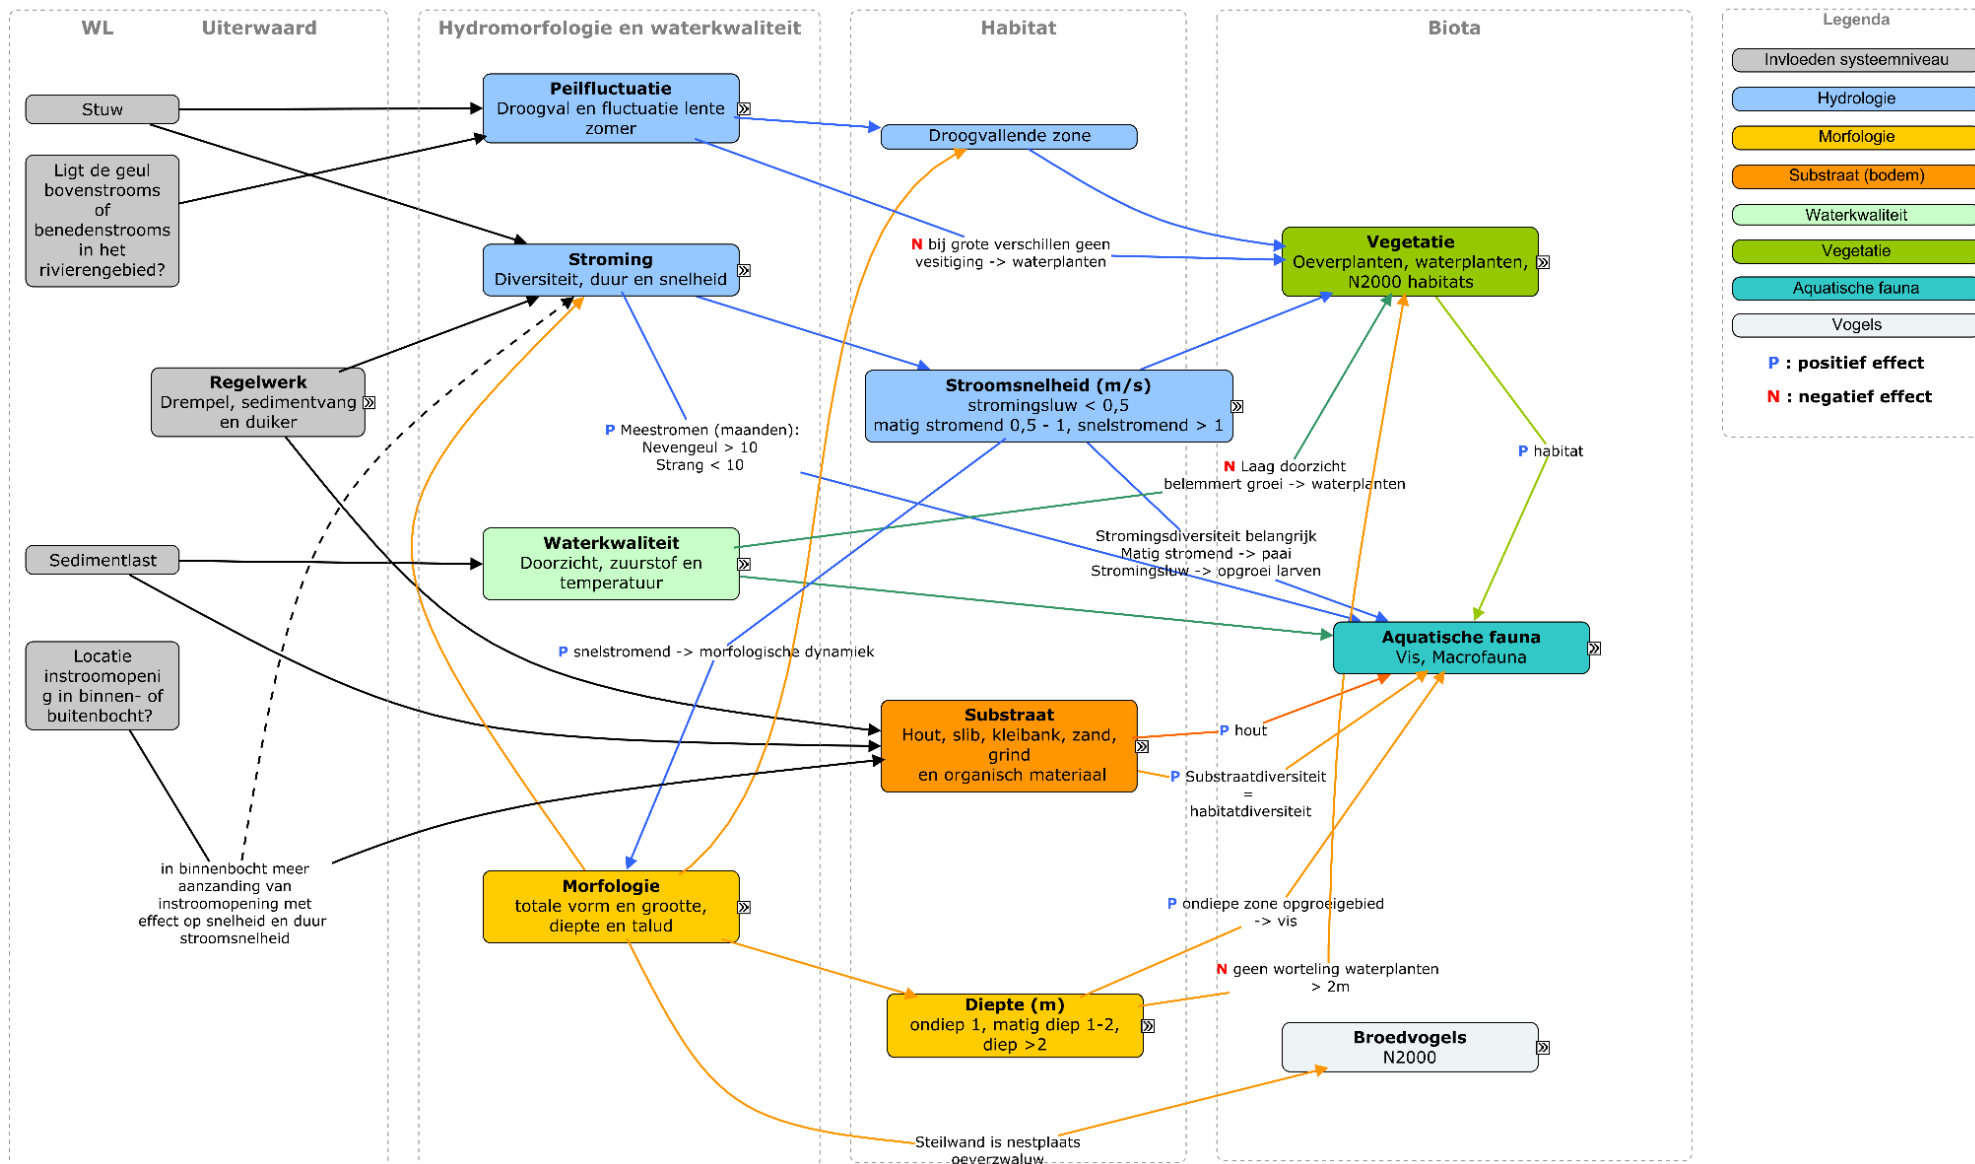 WL
Uiterwaard
Hydromorfologie en waterkwaliteit
Habitat
Biota
Legenda
Stuw
Ligt de geul
bovenstrooms
of
benedenstrooms
in het
rivierengebied?
Regelwerk
Drempel, sedimentvang
en duiker
Sedimentlast
Locatie
instroomopeni
g in binnen- of
buitenbocht?
in binnenbocht meer
aanzanding van
instroomopening met
effect op snelheid en duur
stroomsnelheid
Peilfluctuatie
Droogval en fluctuatie lente
zomer
Stroming
Diversiteit, duur en snelheid
P Meestromen (maanden):
Nevengeul > 10
Strang < 10
Waterkwaliteit
Doorzicht, zuurstof en
temperatuur
P snelstromend -> morfologische dynamiek
Morfologie
totale vorm en grootte,
diepte en talud
Droogvallende zone
N bij grote verschillen geen
vesitiging -> waterplanten
Stroomsnelheid (m/s)
stromingsluw < 0,5
matig stromend 0,5 - 1, snelstromend > 1
N Laag doorzicht
belemmert groei -> waterplanten
Stromingsdiversiteit belangrijk
Matig stromend -> paai
Stromingsluw -> opgroei larven
Substraat
Hout, slib, kleibank, zand,
grind
en organisch materiaal
P hout
P Substraatdiversiteit
=
habitatdiversiteit
P ondiepe zone opgroeigebied
-> vis
N geen worteling waterplanten
> 2m
Diepte (m)
ondiep 1, matig diep 1-2,
diep >2
Steilwand is nestplaats
oeverzwaluw
Vegetatie
Oeverplanten, waterplanten,
N2000 habitats
P habitat
Aquatische fauna
Vis, Macrofauna
Broedvogels
N2000
Invloeden systeemniveau
Hydrologie
Morfologie
Substraat (bodem)
Waterkwaliteit
Vegetatie
Aquatische fauna
Vogels
P : positief effect
N : negatief effect